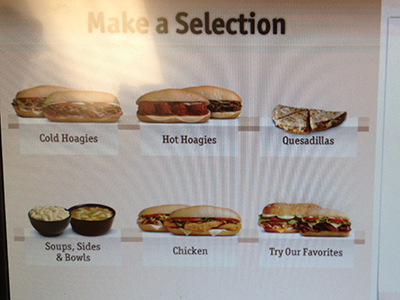 Make a Selection
Cold Hoagies
Hot Hoagies
Quesadillas
Soups, Sides
& Bowls
Chicken
Try Our Favorites